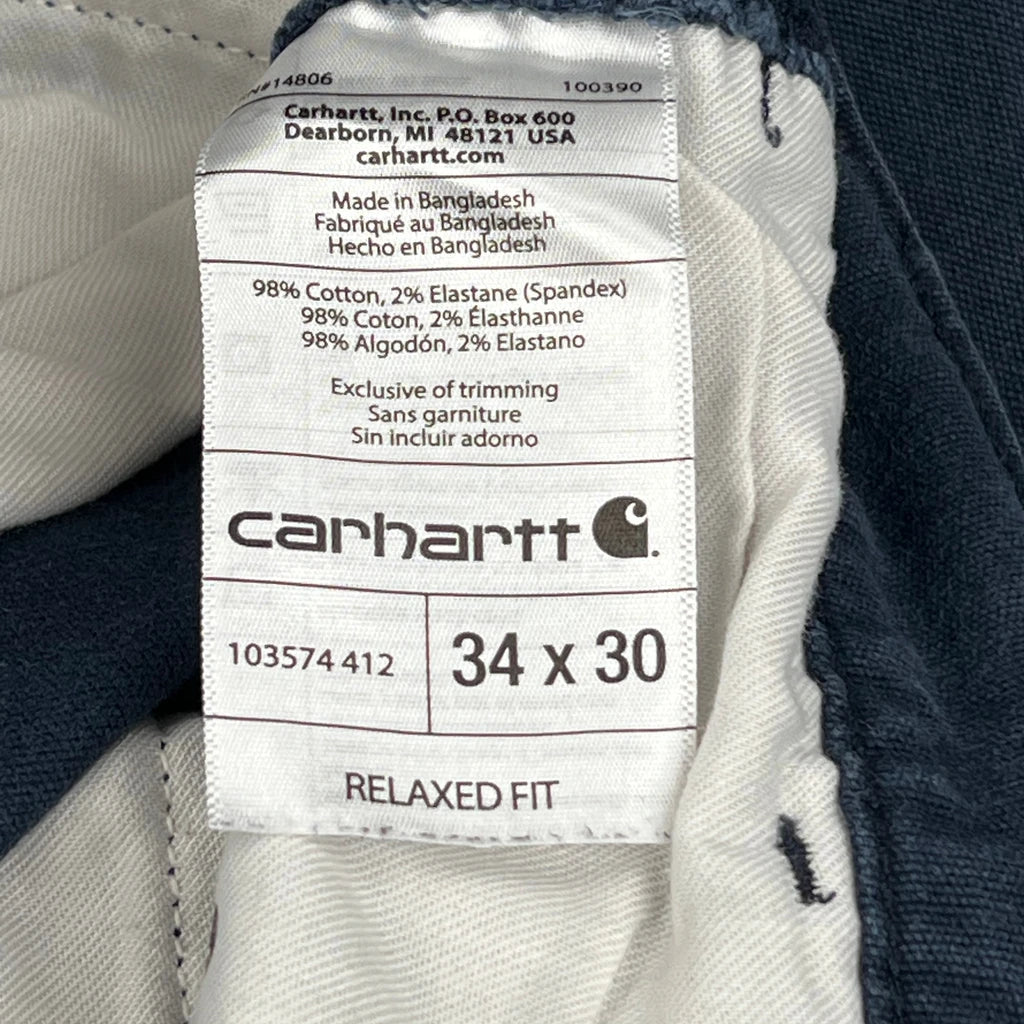 #14806 100390
Carhartt, Inc. P.O. Box 600
Dearborn, MI 48121 USA
carhartt.com
Made in Bangladesh
Fabriqué au Bangladesh
Hecho en Bangladesh
98% Cotton, 2% Elastane (Spandex)
98% Coton, 2% Élasthanne
98% Algodón, 2% Elastano
Exclusive of trimming
Sans garniture
Sin incluir adorno
carhartt
103574 412
34 x 30
RELAXED FIT